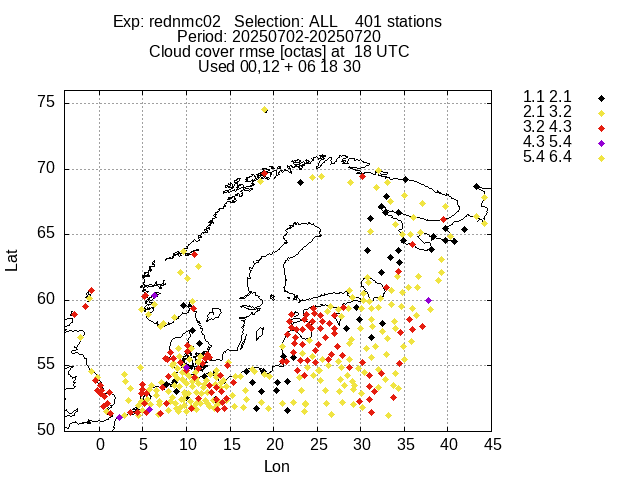 Exp: rednmc02   Selection: ALL    401 stations
Period: 20250702-20250720
Cloud cover rmse [octas] at  18 UTC
Used 00,12 + 06 18 30
1.1 2.1
2.1 3.2
3.2 4.3
4.3 5.4
5.4 6.4
75
70
65
60
55
50
Lat
0 5 10 15 20 25 30 35 40 45
Lon